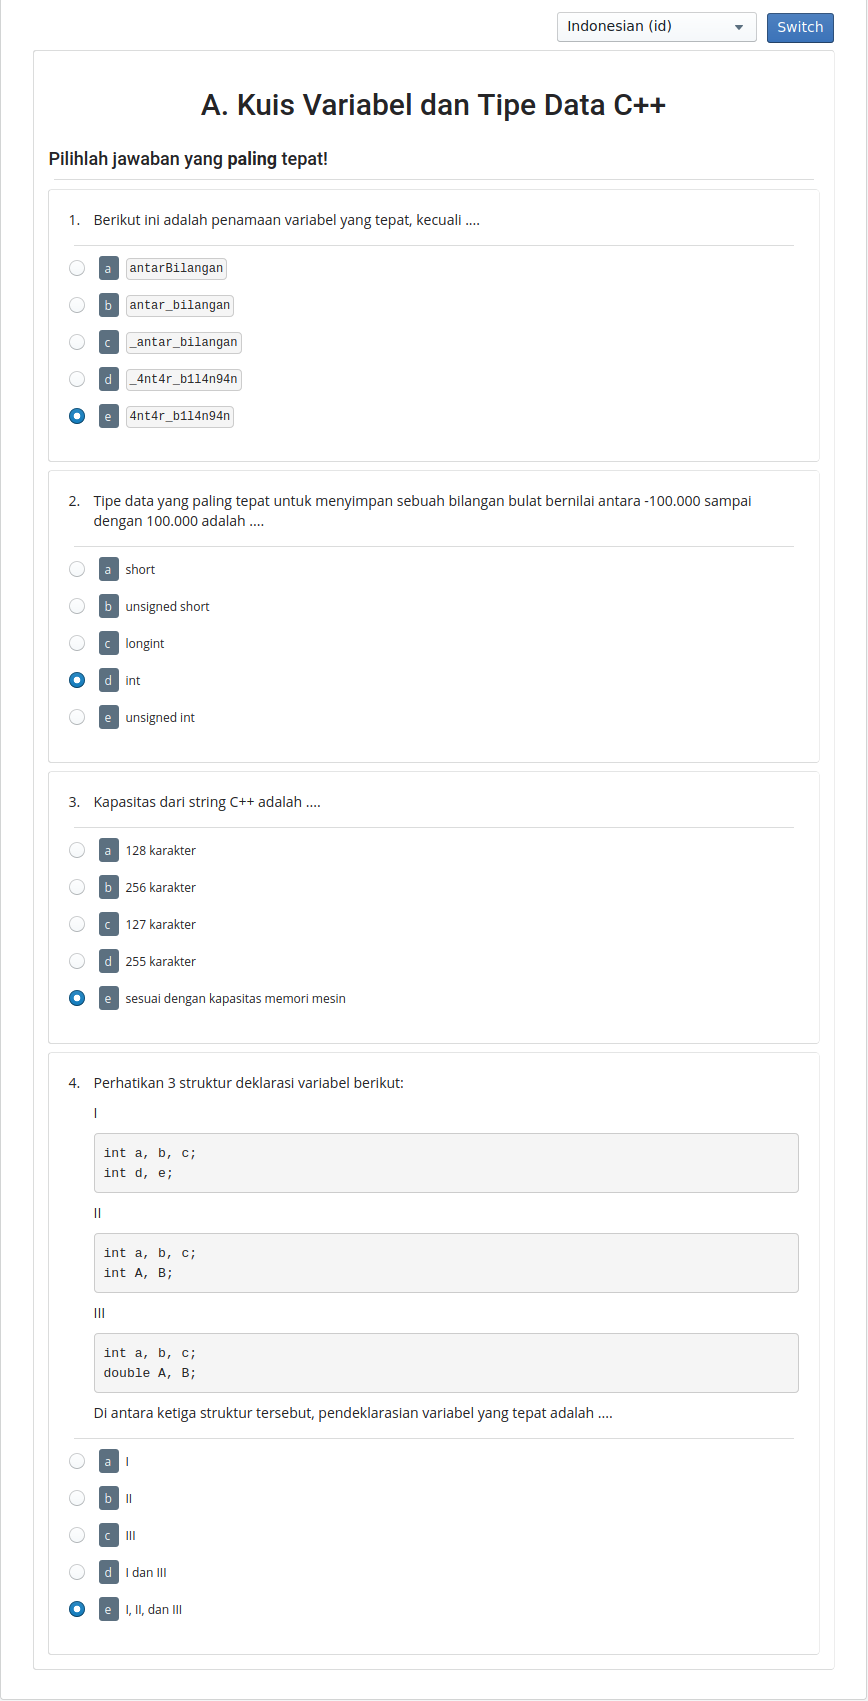 Indonesian (id)
Switch
A. Kuis Variabel dan Tipe Data C++
Pilihlah jawaban yang paling tepat!
1. Berikut ini adalah penamaan variabel yang tepat, kecuali ....
a antarBilangan
b antar_bilangan
c _antar_bilangan
d _4nt4r_b1l4n94n
e 4nt4r_b1l4n94n
2. Tipe data yang paling tepat untuk menyimpan sebuah bilangan bulat bernilai antara -100.000 sampai
dengan 100.000 adalah ....
a short
b unsigned short
c longint
d int
e unsigned int
3. Kapasitas dari string C++ adalah ....
a 128 karakter
b 256 karakter
c 127 karakter
d 255 karakter
e sesuai dengan kapasitas memori mesin
4. Perhatikan 3 struktur deklarasi variabel berikut:
I
int a, b, c;
int d, e;
II
int a, b, c;
int A, B;
III
int a, b, c;
double A, B;
Di antara ketiga struktur tersebut, pendeklarasian variabel yang tepat adalah ....
a I
b II
c III
d I dan III
e I, II, dan III